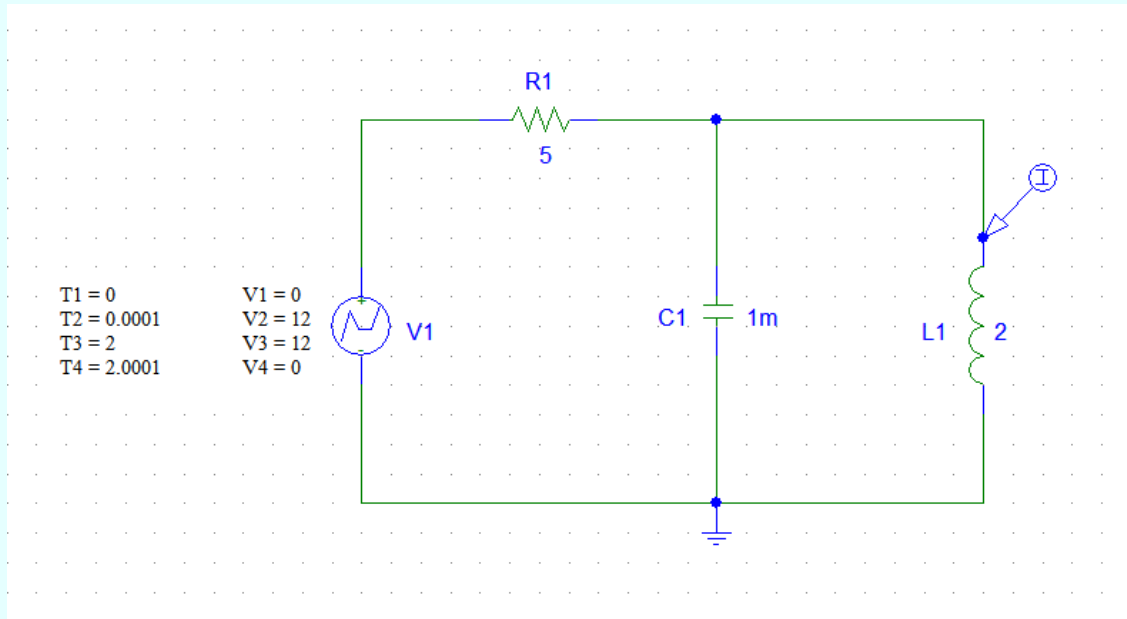 R1
5
I
T1 = 0 V1 = 0
T2 = 0.0001 V2 = 12
T3 = 2 V3 = 12
T4 = 2.0001 V4 = 0
+
-
V1
C1 1m
L1 2